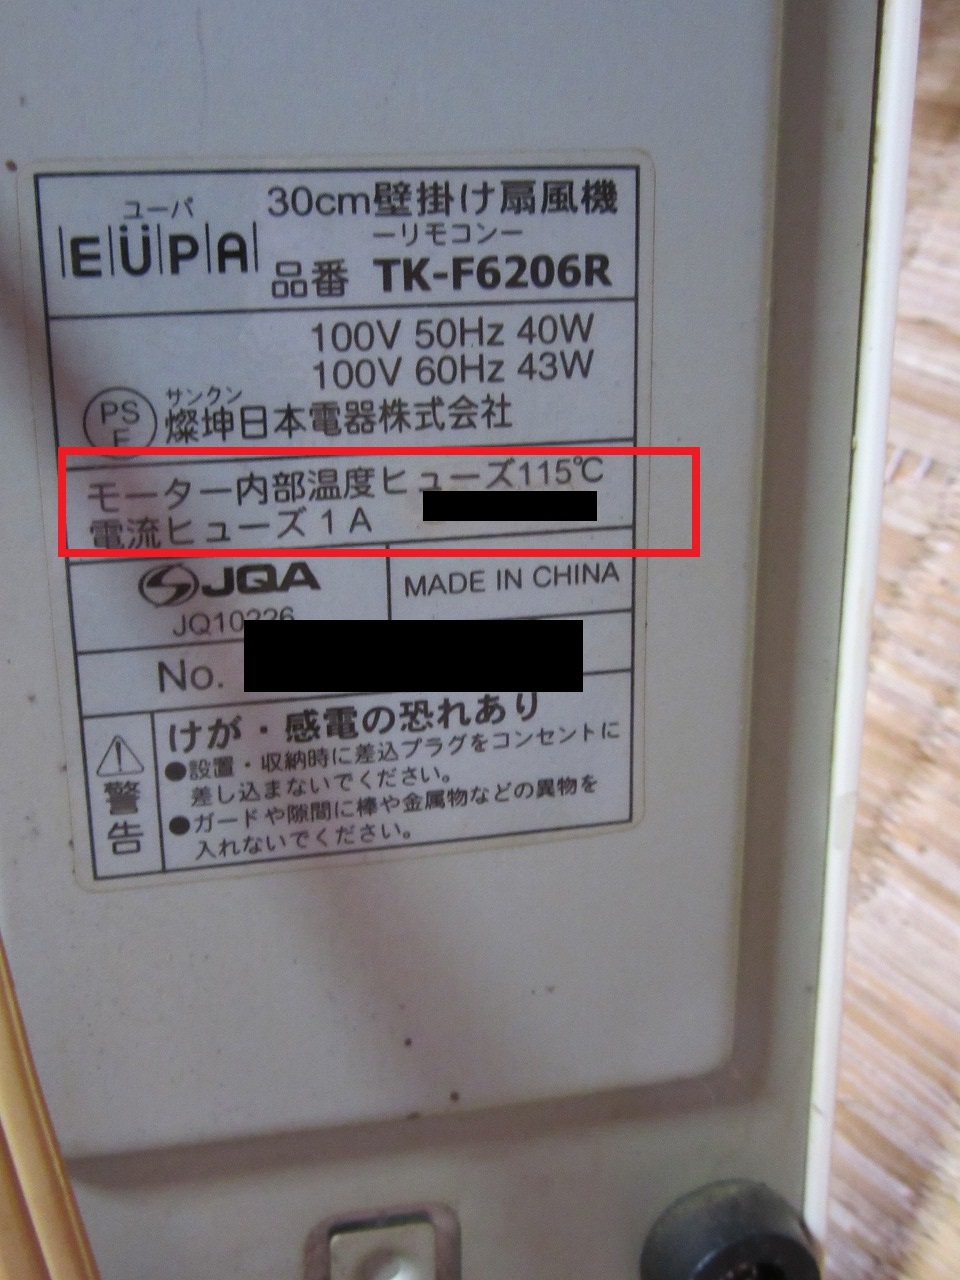 30cm壁掛け扇風機
ユーパ
EÜPA
ーリモコンー
品番 TK-F6206R
100V 50Hz 40W
100V 60Hz 43W
PS
E
サンクン
燦坤日本電器株式会社
モーター内部温度ヒューズ115℃
電流ヒューズ1A
JQA
MADE IN CHINA
JQ10226
No.
警告
けが・感電の恐れあり
●設置・収納時に差込プラグをコンセントに
差し込まないでください。
●ガードや隙間に棒や金属物などの異物を
入れないでください。